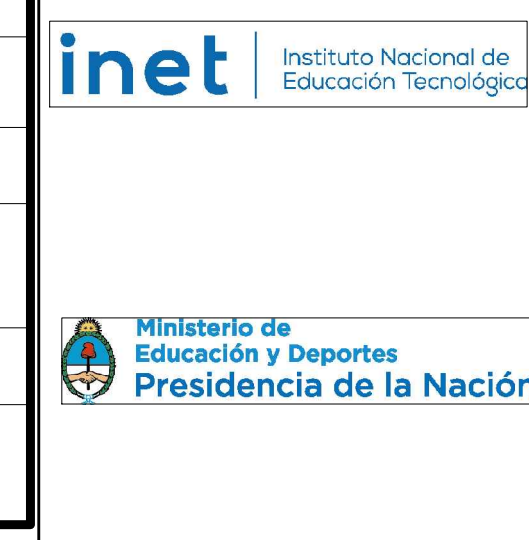 inet
Instituto Nacional de
Educación Tecnológica
Ministerio de
Educación y Deportes
Presidencia de la Nación